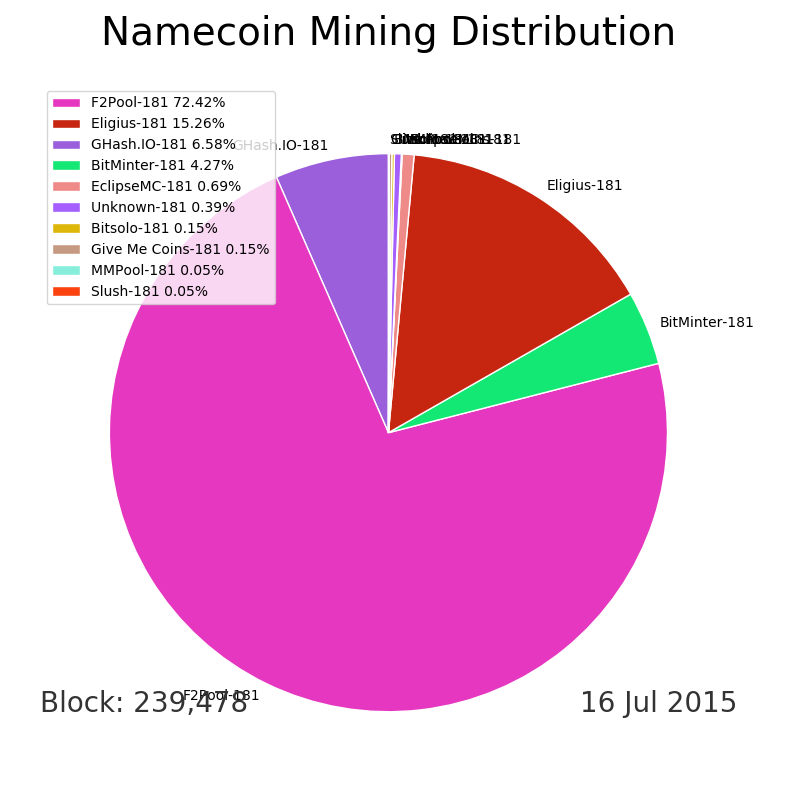 Namecoin Mining Distribution
F2Pool-181 72.42%
Eligius-181 15.26%
GHash.IO-181 6.58%
BitMinter-181 4.27%
EclipseMC-181 0.69%
Unknown-181 0.39%
Bitsolo-181 0.15%
Give Me Coins-181 0.15%
MMPool-181 0.05%
Slush-181 0.05%
GHash.IO-181
Eligius-181
BitMinter-181
F2Pool-181
Block: 239,478
16 Jul 2015